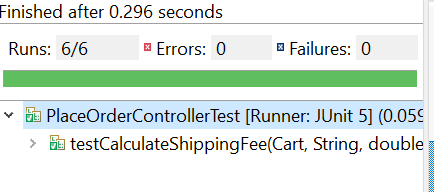 Finished after 0.296 seconds
Runs: 6/6 Errors: 0 Failures: 0
PlaceOrderControllerTest [Runner: JUnit 5] (0.059
testCalculateShippingFee(Cart, String, double